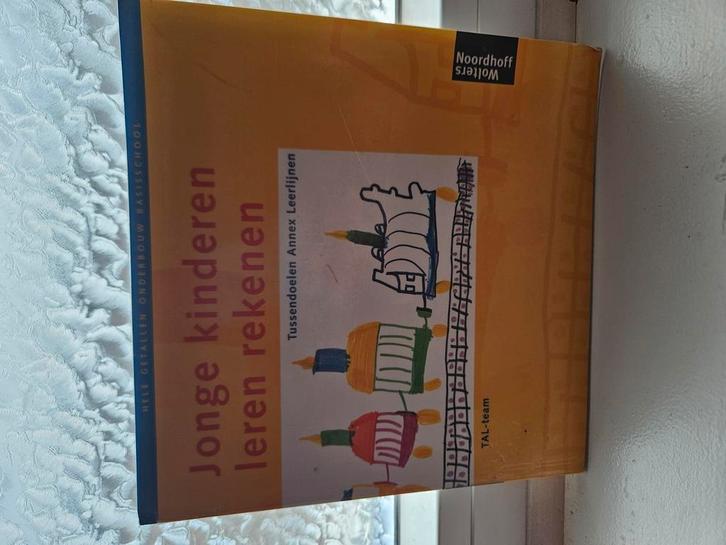 HELE GETALLEN ONDERBOUW BASISSCHOOL
Jonge kinderen
leren rekenen
Tussendoelen Annex Leerlijnen
TAL-team
Wolters
Noordhoff